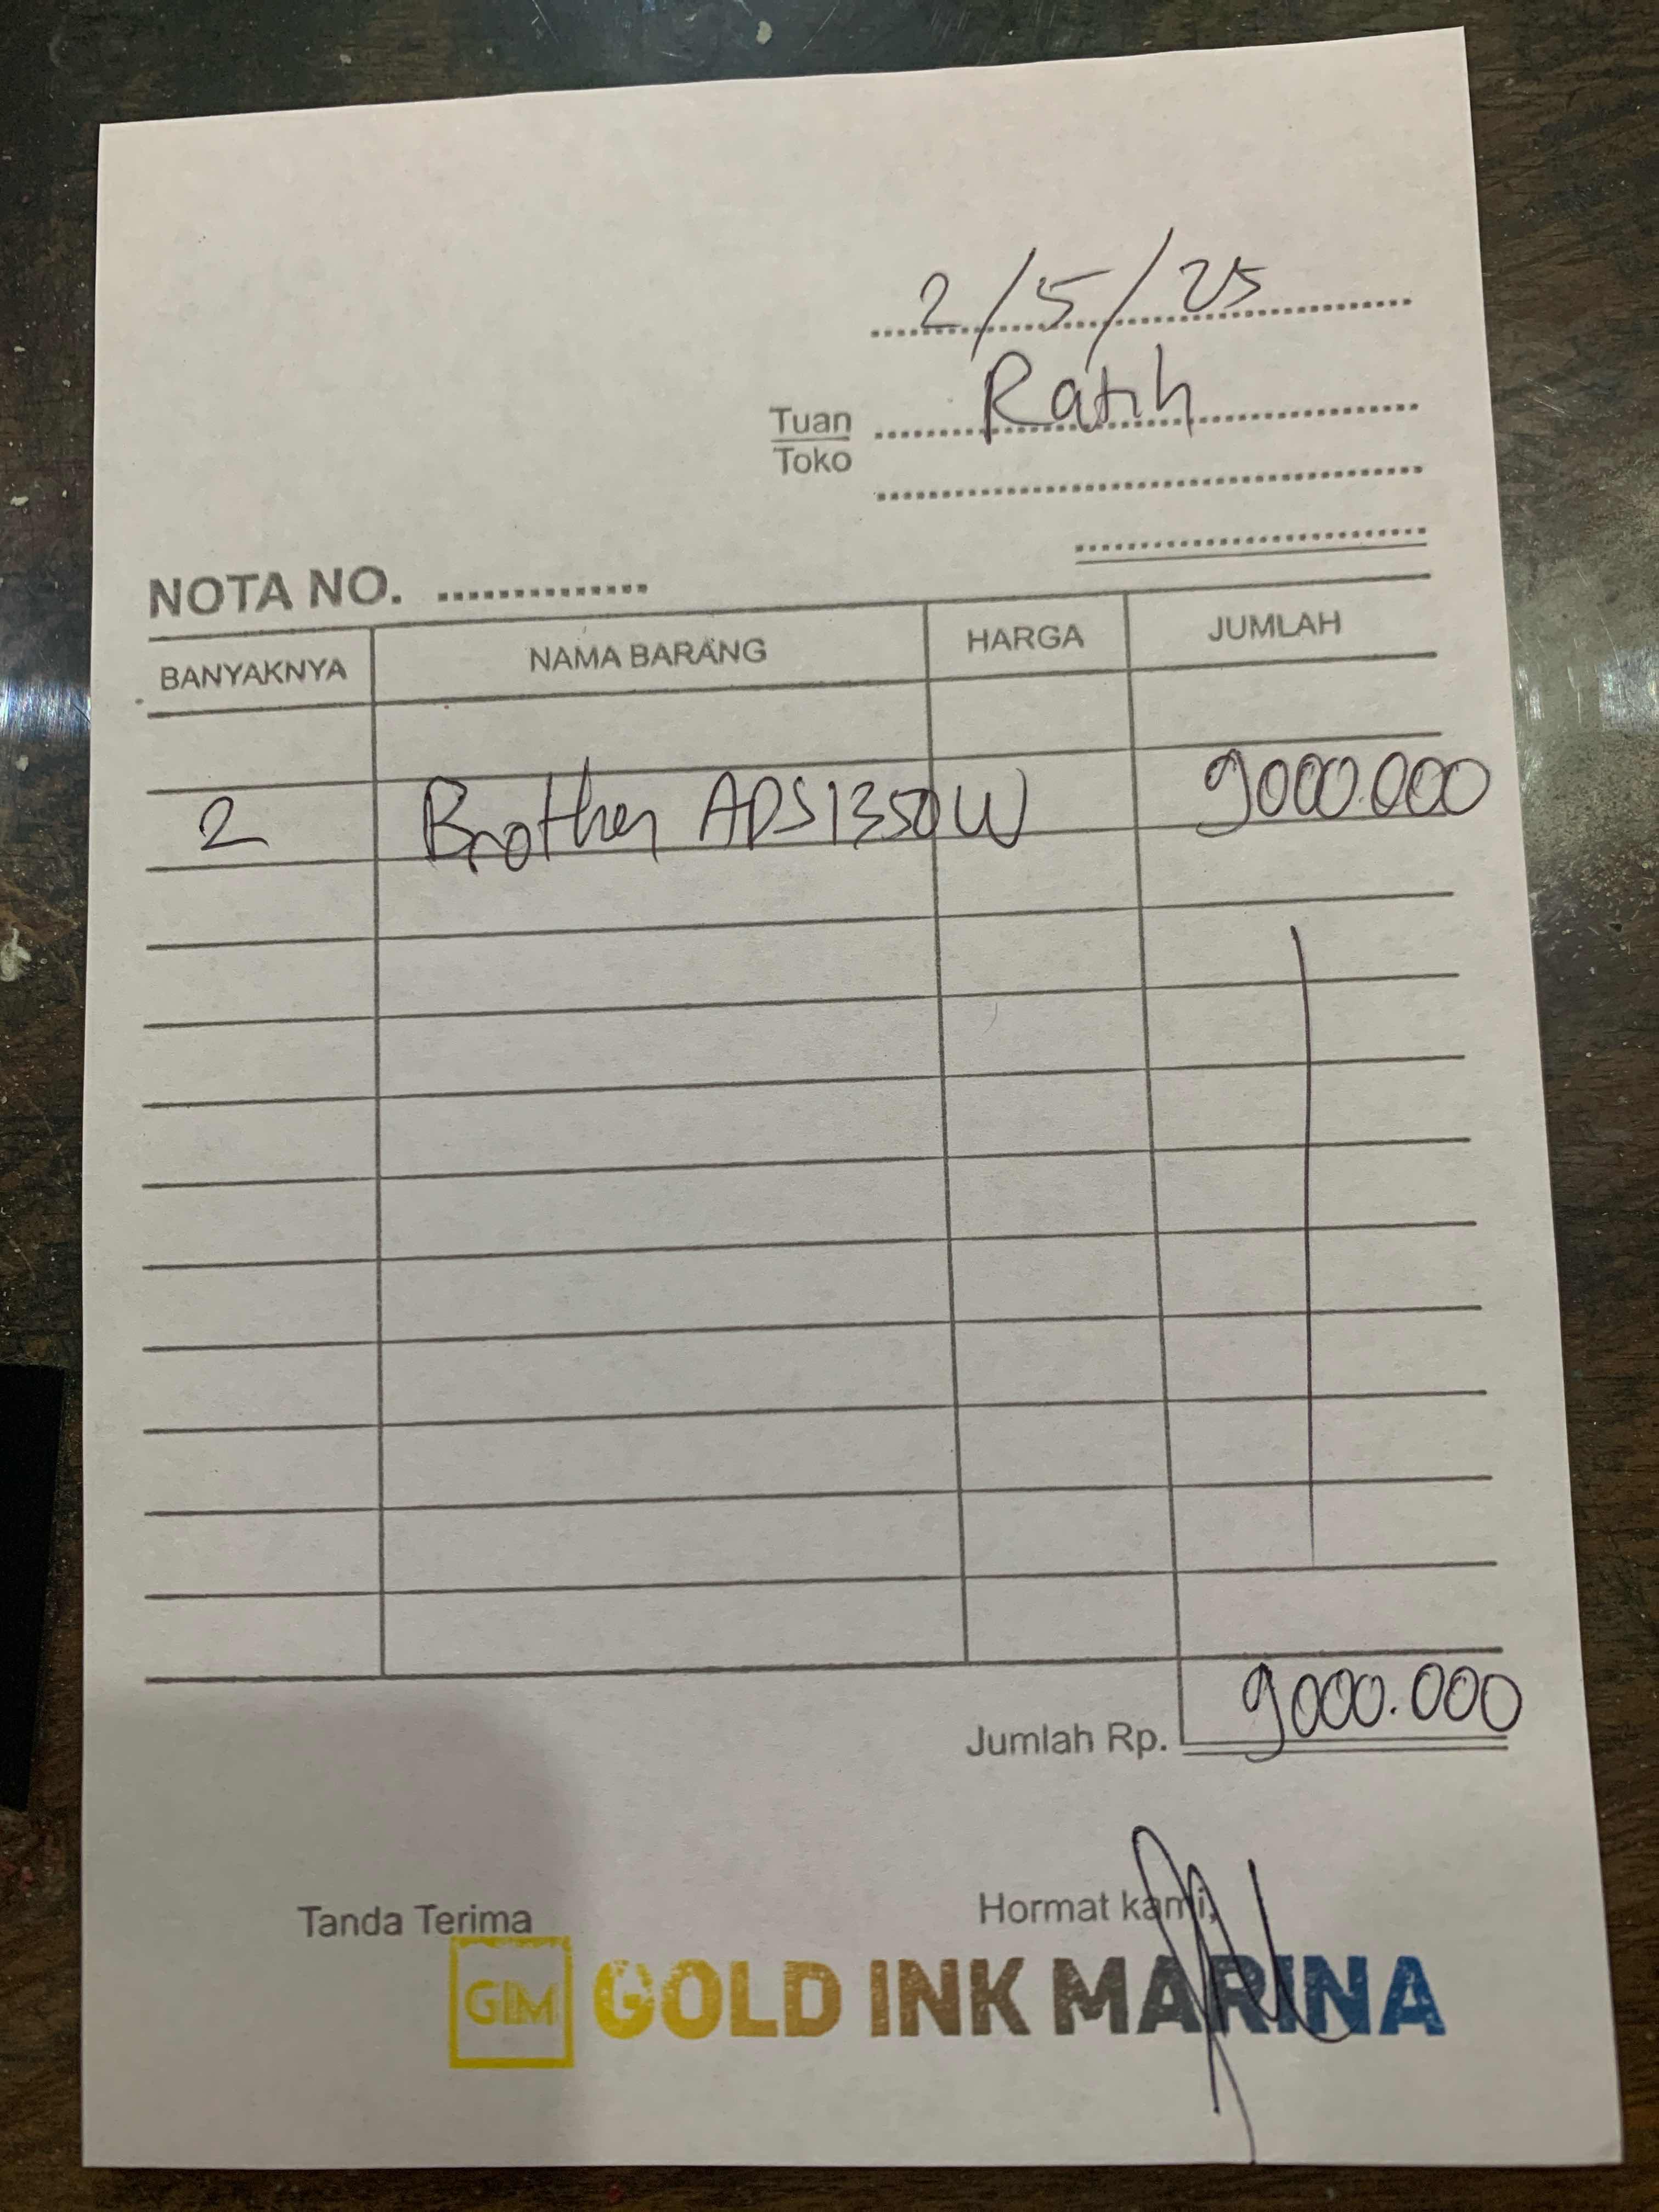 2/5/25
Tuan Ratih
Toko
NOTA NO. ..............
BANYAKNYA NAMA BARANG HARGA JUMLAH
2 Brother ADS1350W 9000.000
Jumlah Rp. 9000.000
Tanda Terima Hormat kami,
GIM GOLD INK MARINA